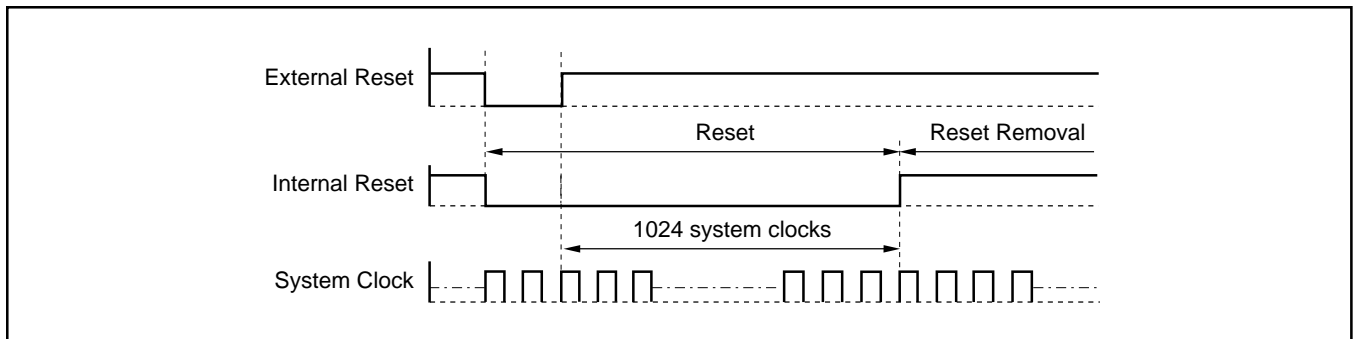 External Reset
Reset
Reset Removal
Internal Reset
1024 system clocks
System Clock